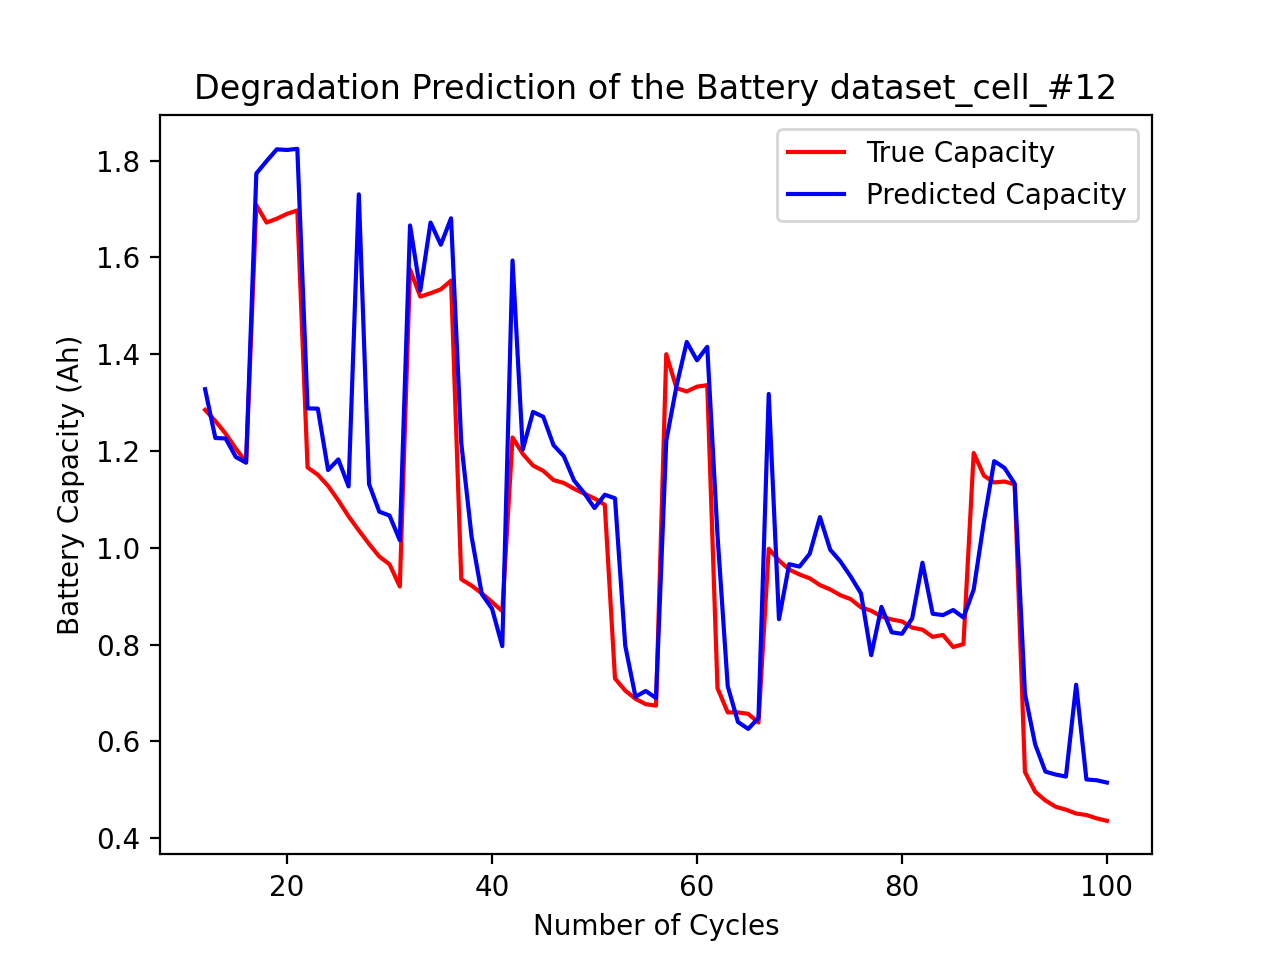 Degradation Prediction of the Battery dataset_cell_#12
True Capacity
Predicted Capacity
1.8
1.6
1.4
1.2
1.0
0.8
0.6
0.4
Battery Capacity (Ah)
20 40 60 80 100
Number of Cycles